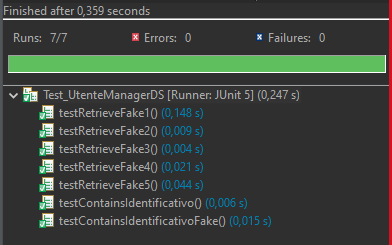 Finished after 0,359 seconds
Runs: 7/7 Errors: 0 Failures: 0
Test_UtenteManagerDS [Runner: JUnit 5] (0,247 s)
testRetrieveFake1() (0,148 s)
testRetrieveFake2() (0,009 s)
testRetrieveFake3() (0,004 s)
testRetrieveFake4() (0,021 s)
testRetrieveFake5() (0,044 s)
testContainsIdentificativo() (0,006 s)
testContainsIdentificativoFake() (0,015 s)